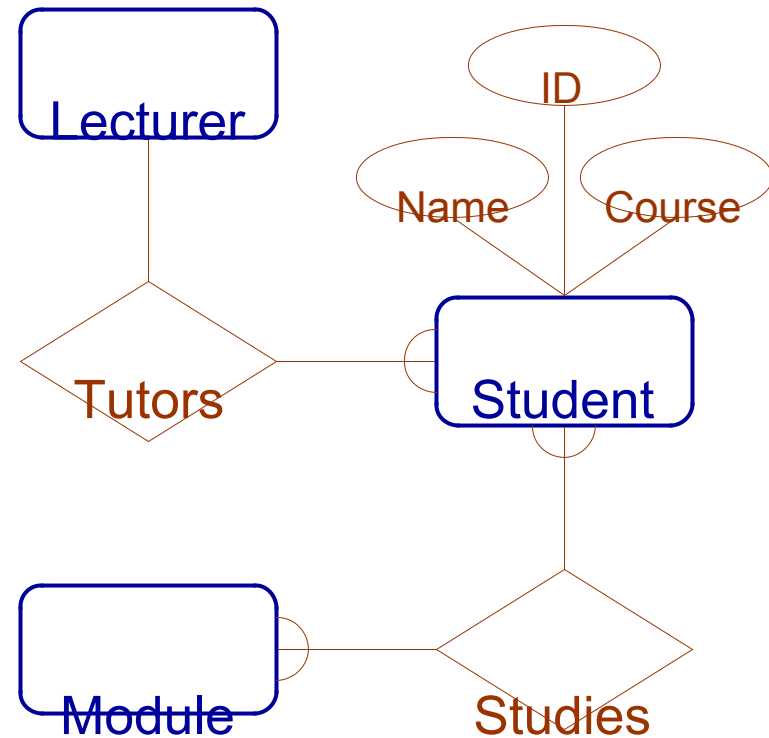 Lecturer
ID
Name
Course
Tutors
Student
Module
Studies